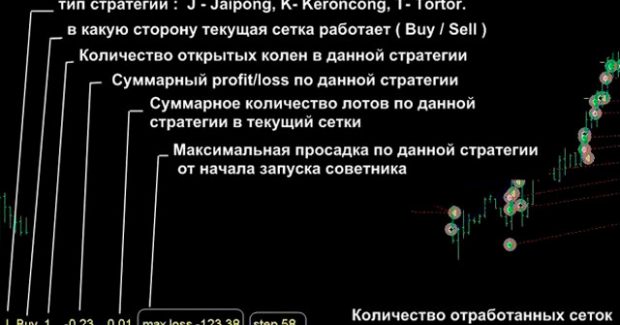 тип стратегии : J - Jaipong, K- Keroncong, T- Tortor.
в какую сторону текущая сетка работает ( Buy / Sell )
Количество открытых колен в данной стратегии
Суммарный profit/loss по данной стратегии
Суммарное количество лотов по данной
стратегии в текущий сетки
Максимальная просадка по данной стратегии
от начала запуска советника
Количество отработанных сеток
J Buy 1 -0.23 0.01 max loss -123.38 step 58